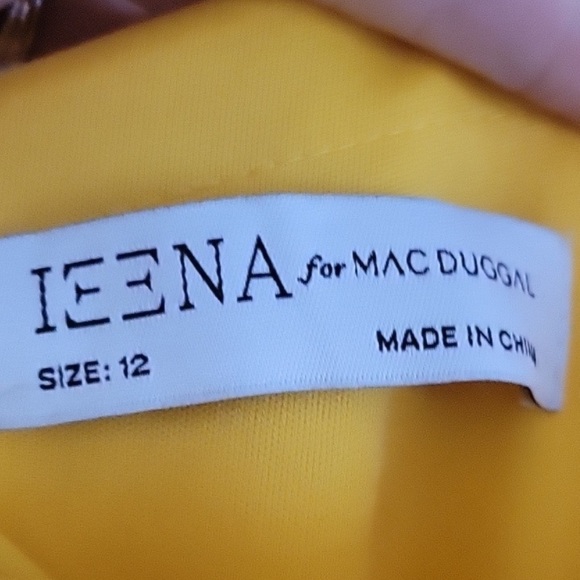 IEENA for MAC DUGGAL
SIZE: 12
MADE IN CHINA